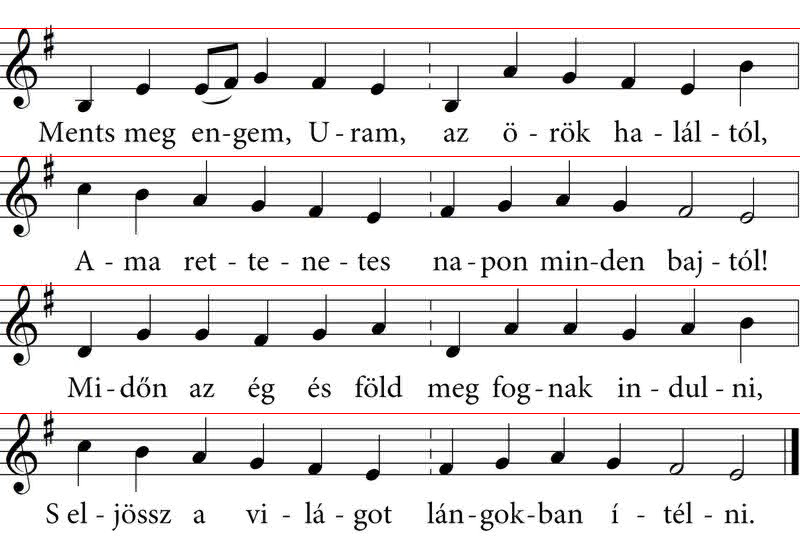 Ments meg en-gem, U-ram, az ö-rök ha-lál-tól,
A-ma ret-te-ne-tes na-pon min-den baj-tól!
Mi-dőn az ég és föld meg fog-nak in-dul-ni,
S el-jössz a vi-lá-got lán-gok-ban í-tél-ni.